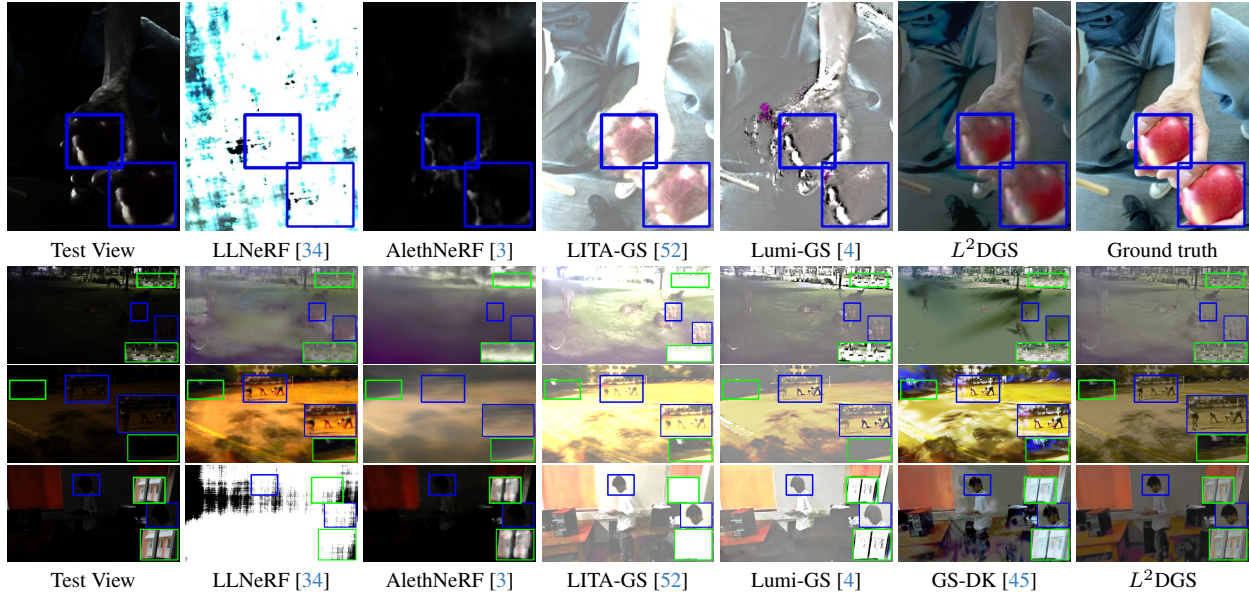 Test View LLNeRF [34] AlethNeRF [3] LITA-GS [52] Lumi-GS [4] L²DGS Ground truth
Test View LLNeRF [34] AlethNeRF [3] LITA-GS [52] Lumi-GS [4] GS-DK [45] L²DGS